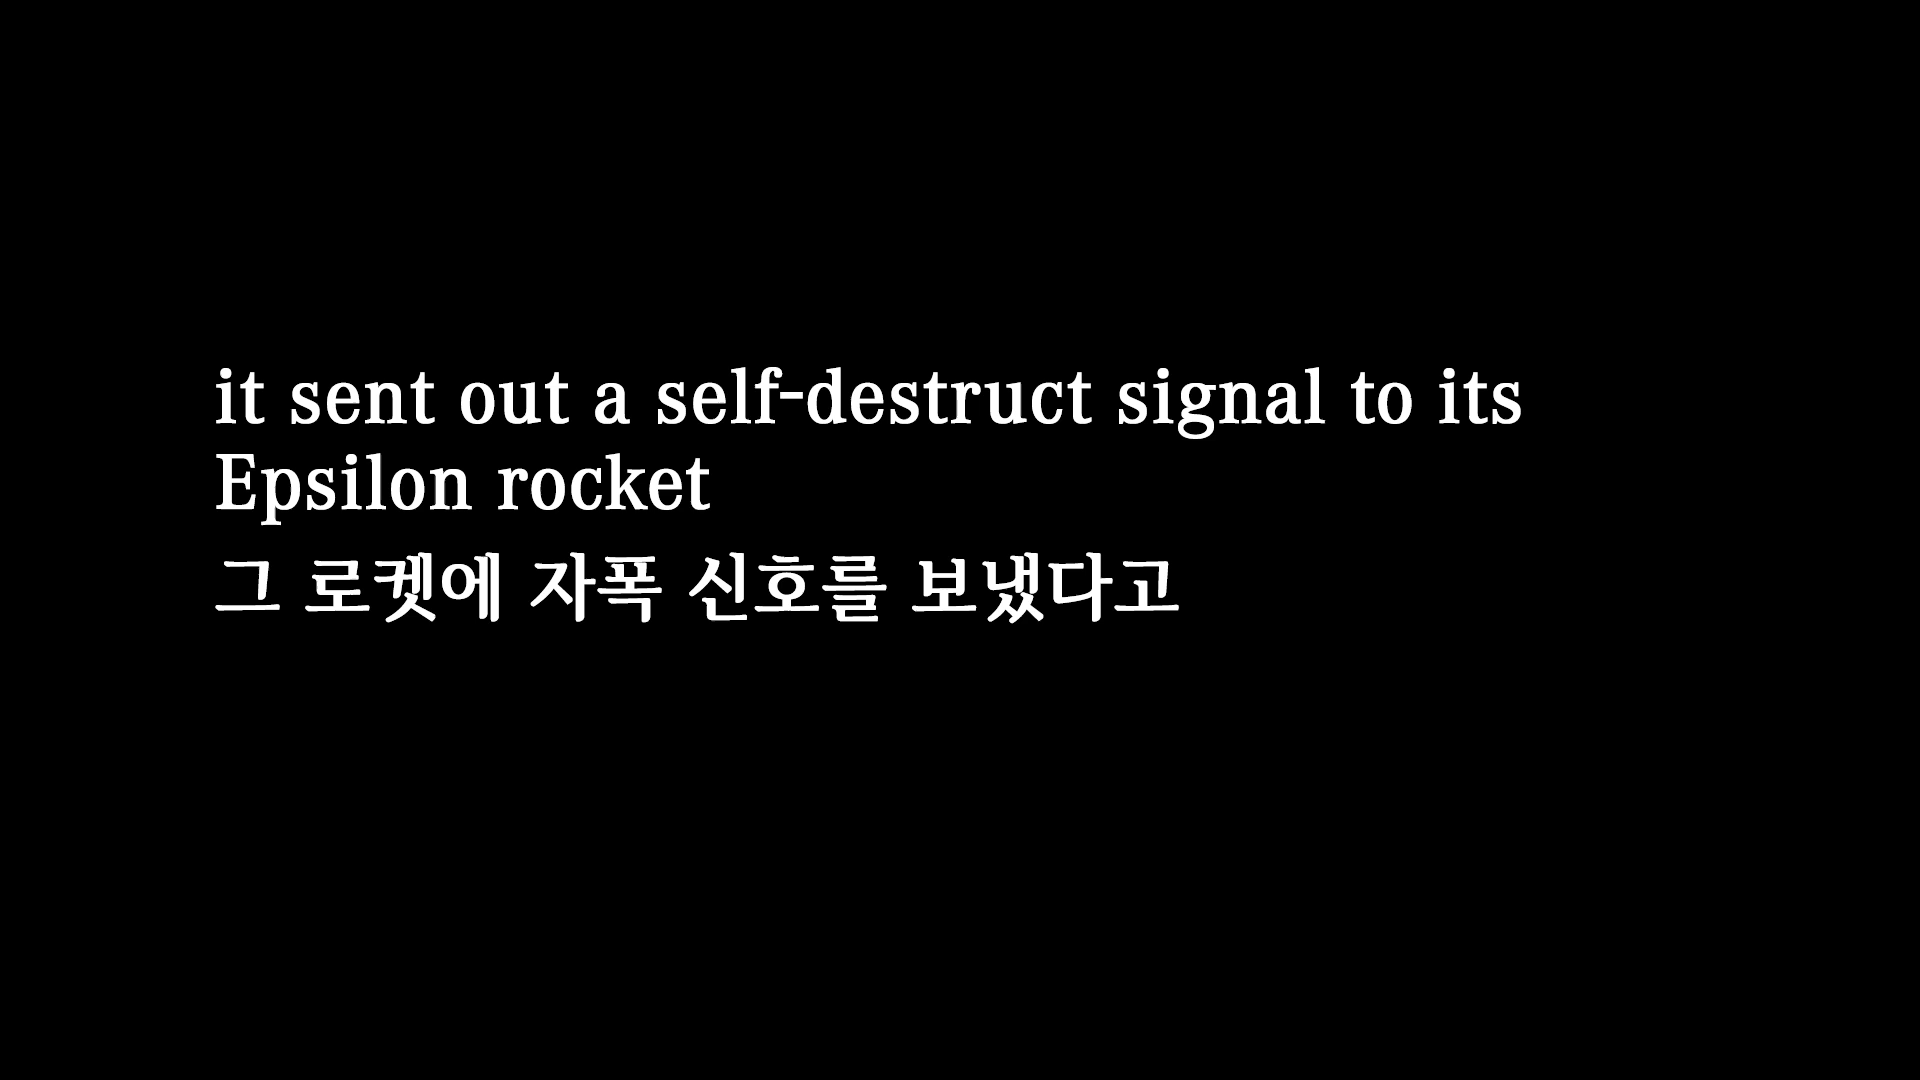 it sent out a self-destruct signal to its
Epsilon rocket
그 로켓에 자폭 신호를 보냈다고